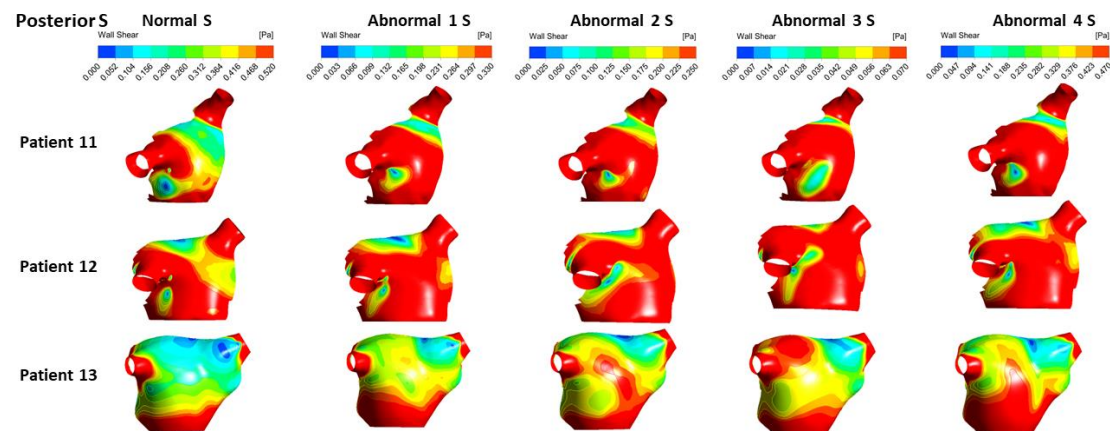 Posterior S Normal S Abnormal 1 S Abnormal 2 S Abnormal 3 S Abnormal 4 S
Wall Shear [Pa] Wall Shear [Pa] Wall Shear [Pa] Wall Shear [Pa] Wall Shear [Pa]
0.000 0.052 0.104 0.156 0.208 0.260 0.312 0.364 0.416 0.468 0.520
0.000 0.033 0.066 0.099 0.132 0.165 0.198 0.231 0.264 0.297 0.330
0.000 0.025 0.050 0.075 0.100 0.125 0.150 0.175 0.200 0.225 0.250
0.000 0.007 0.014 0.021 0.028 0.035 0.042 0.049 0.056 0.063 0.070
0.000 0.047 0.094 0.141 0.188 0.235 0.282 0.329 0.376 0.423 0.470
Patient 11
Patient 12
Patient 13